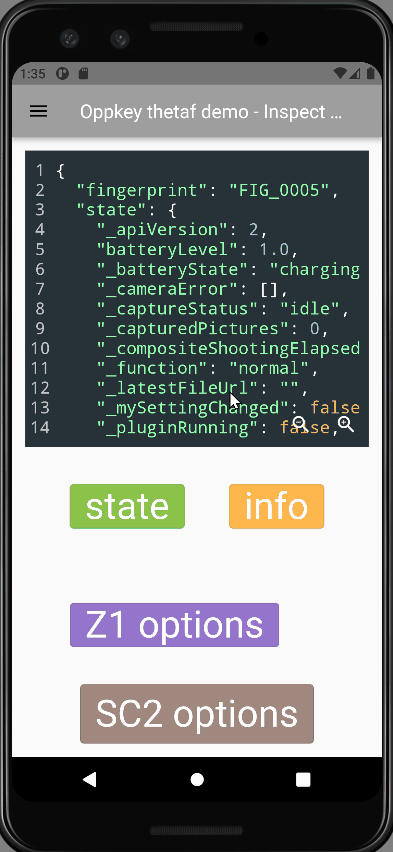 1:35
Oppkey thetaf demo - Inspect ...
1 {
2 "fingerprint": "FIG_0005",
3 "state": {
4 "_apiVersion": 2,
5 "batteryLevel": 1.0,
6 "_batteryState": "charging
7 "_cameraError": [],
8 "_captureStatus": "idle",
9 "_capturedPictures": 0,
10 "_compositeShootingElapsed
11 "_function": "normal",
12 "_latestFileUrl": "",
13 "_mySettingChanged": false
14 "_pluginRunning": false,
state
info
Z1 options
SC2 options